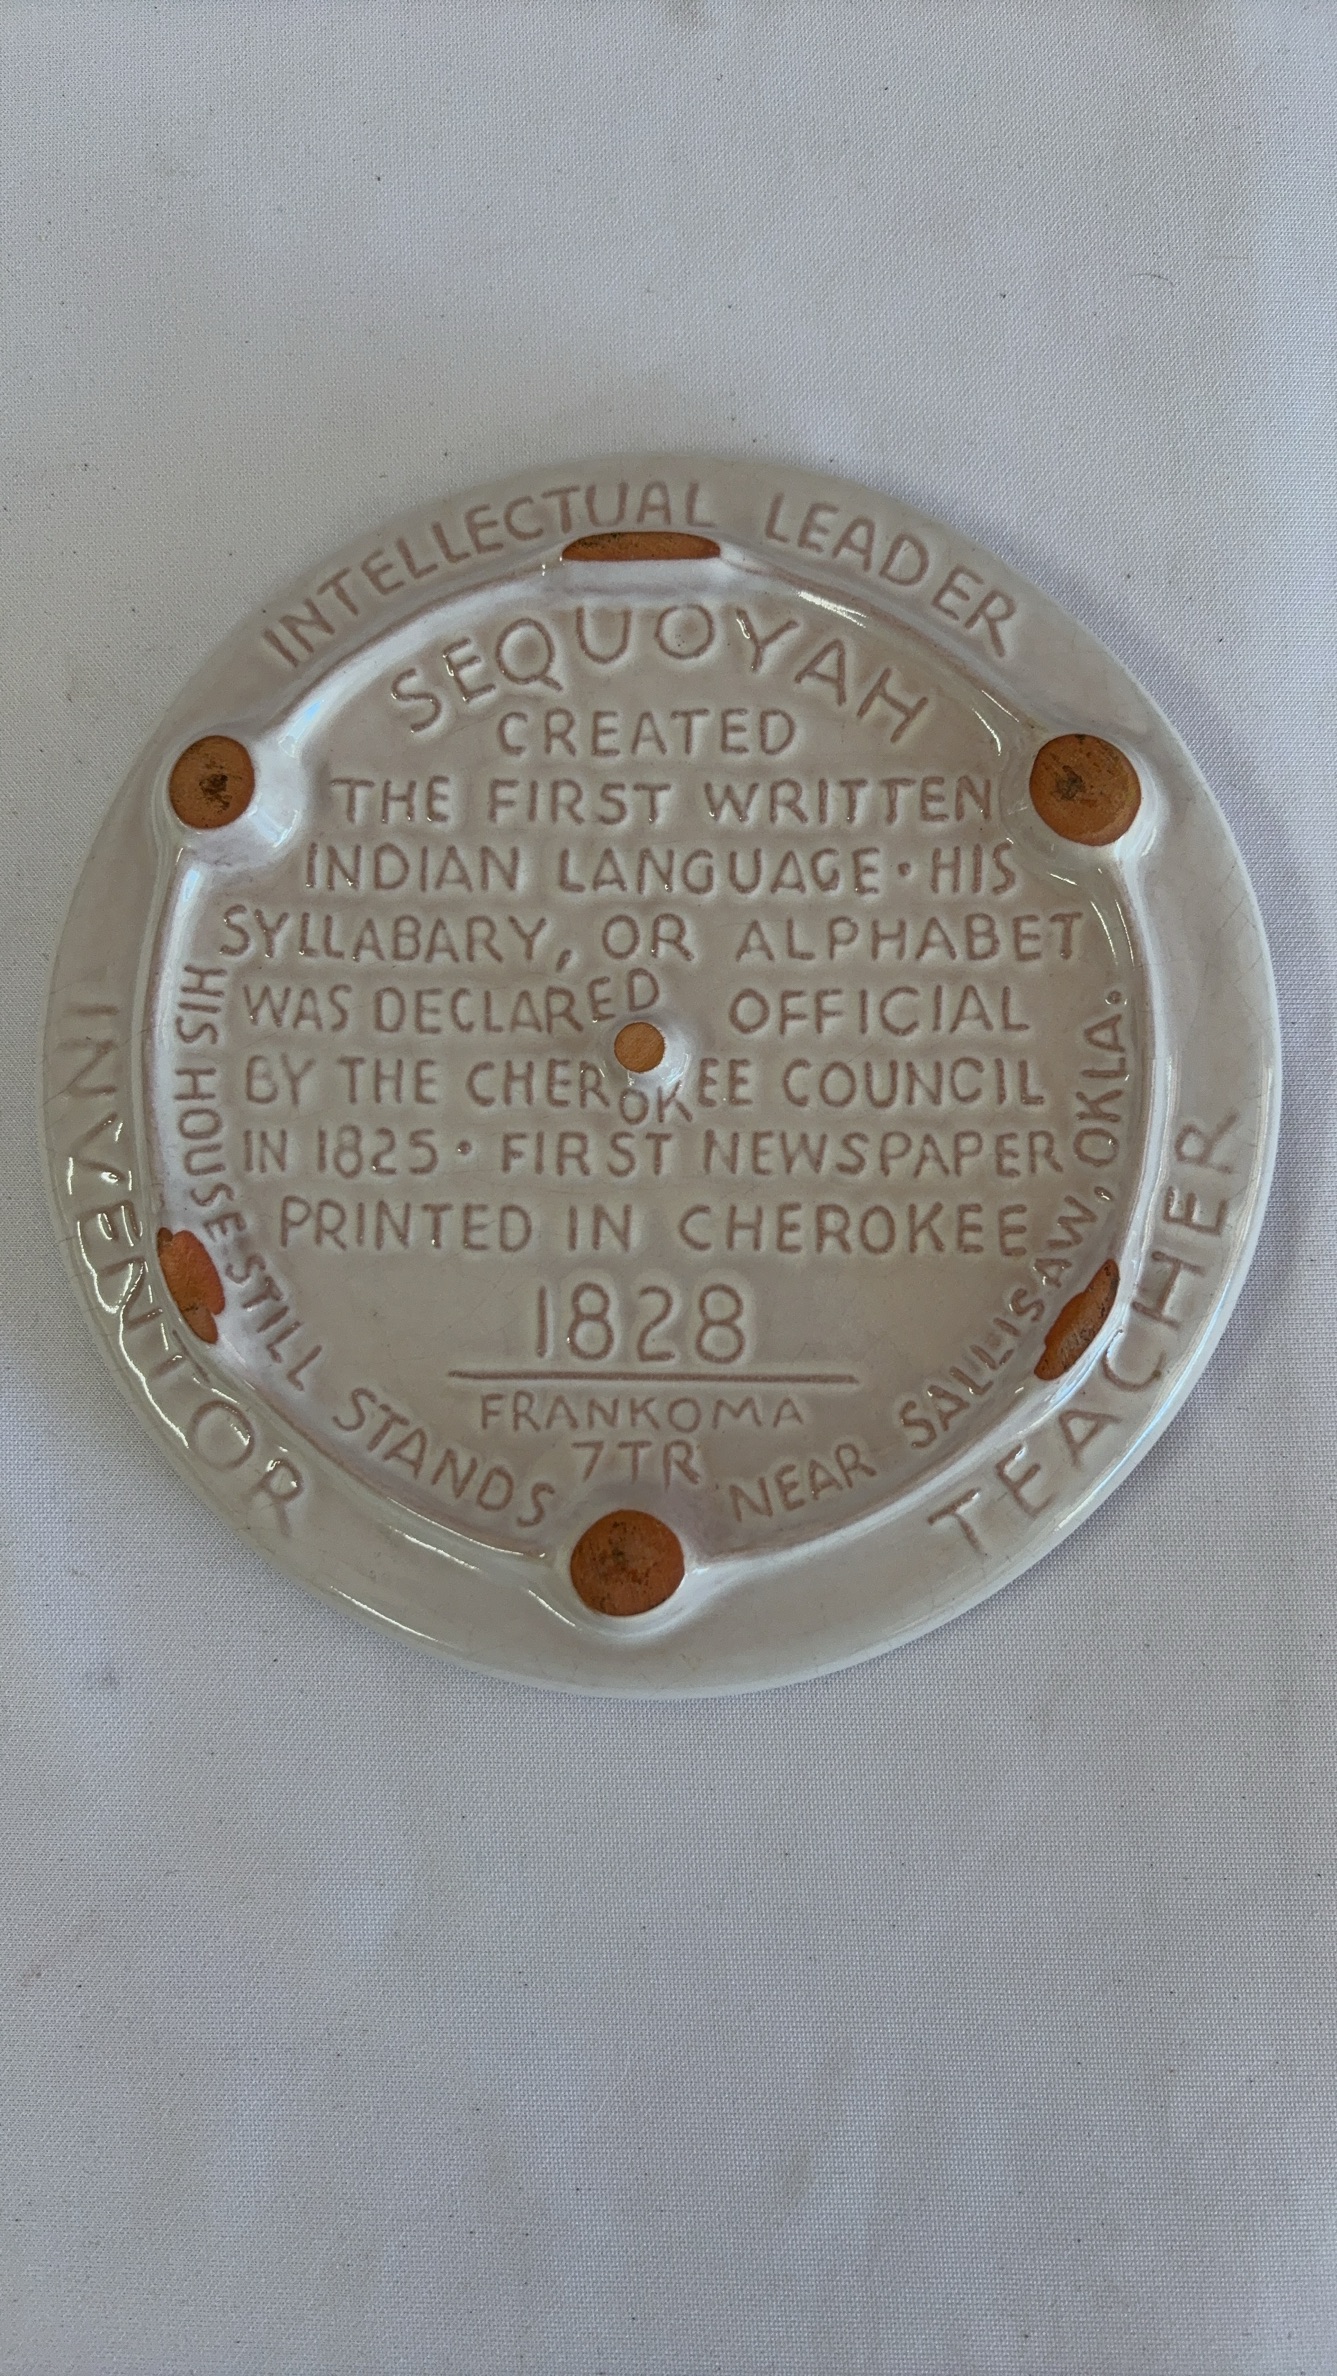 INTELLECTUAL LEADER
SEQUOYAH
CREATED
THE FIRST WRITTEN
INDIAN LANGUAGE • HIS
SYLLABARY, OR ALPHABET
WAS DECLARED OFFICIAL
BY THE CHEROKEE COUNCIL
IN 1825 • FIRST NEWSPAPER
PRINTED IN CHEROKEE
1828
FRANKOMA
7TR
HIS HOUSE STILL STANDS NEAR SALLISAW, OKLA.
INVENTOR
TEACHER